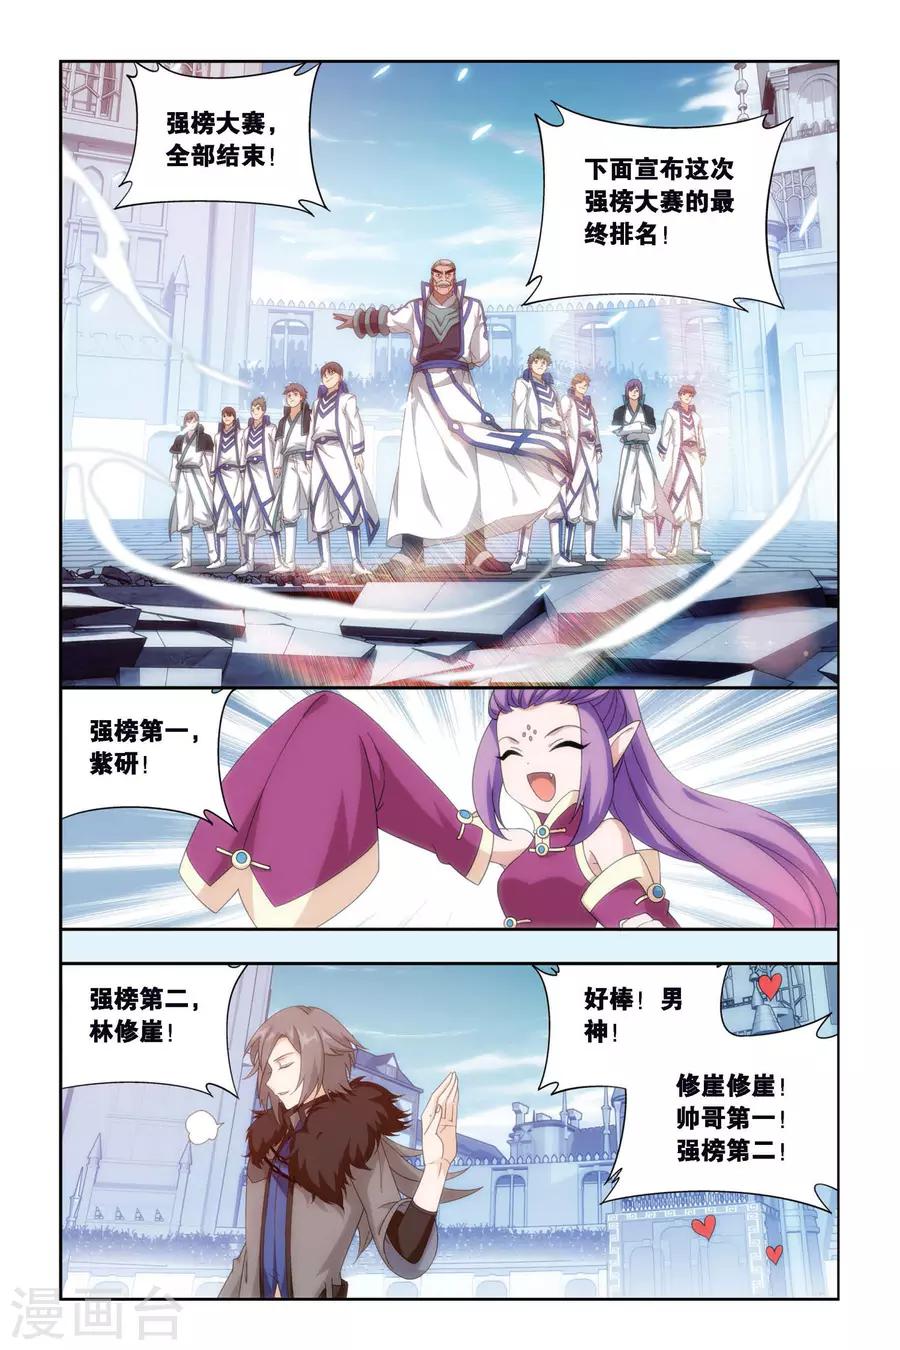 强榜大赛，
全部结束！
下面宣布这次
强榜大赛的最
终排名！
强榜第一，
紫研！
强榜第二，
林修崖！
好棒！男
神！
修崖修崖！
帅哥第一！
强榜第二！
漫画台